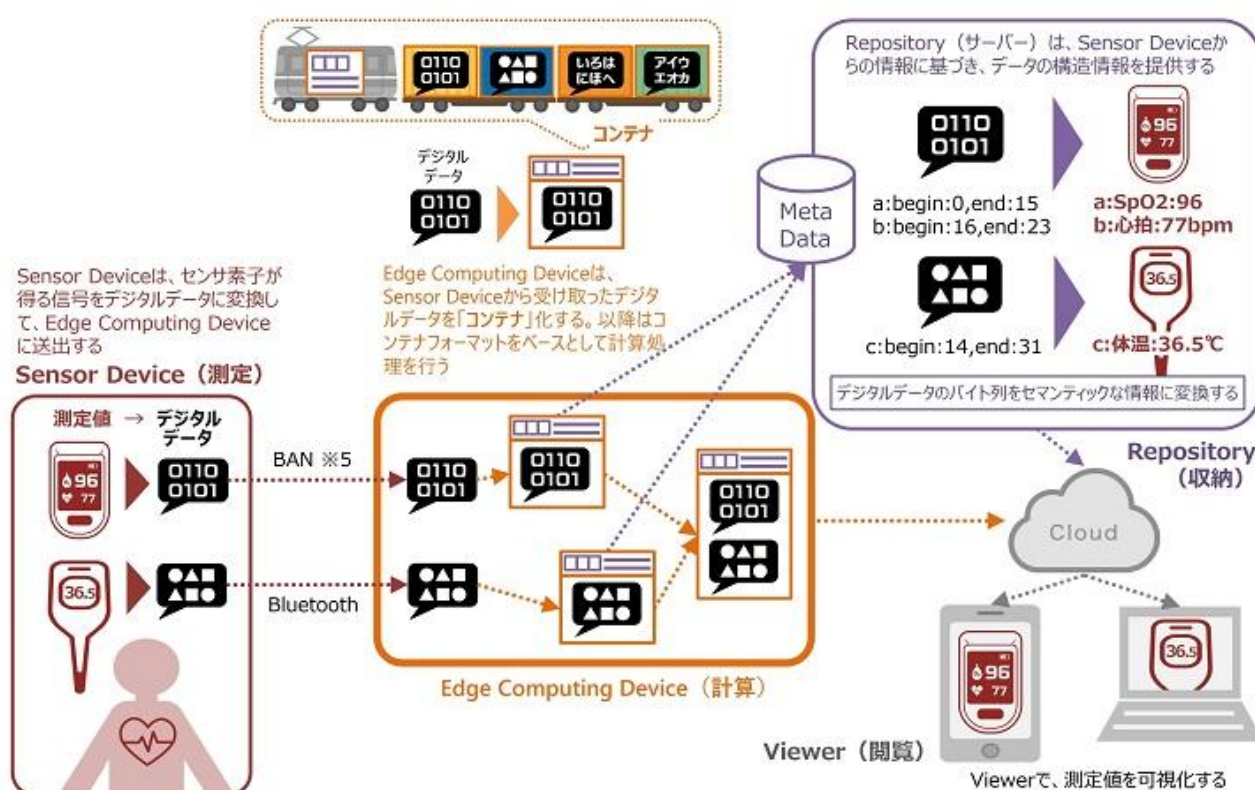 0110
0101
いろは
にほへ
アイウ
エオカ
コンテナ
デジタル
データ
0110
0101
0110
0101
Edge Computing Deviceは、
Sensor Deviceから受け取ったデジタ
ルデータを「コンテナ」化する。以降はコ
ンテナフォーマットをベースとして計算処
理を行う
Sensor Deviceは、センサ素子が
得る信号をデジタルデータに変換し
て、Edge Computing Device
に送出する
Sensor Device（測定）
測定値 → デジタル
データ
96
77
0110
0101
36.5
BAN ※5
Bluetooth
0110
0101
0110
0101
0110
0101
Edge Computing Device（計算）
Repository（サーバー）は、Sensor Deviceか
らの情報に基づき、データの構造情報を提供する
Meta
Data
0110
0101
96
77
a:begin:0,end:15
b:begin:16,end:23
a:SpO2:96
b:心拍:77bpm
36.5
c:begin:14,end:31
c:体温:36.5℃
デジタルデータのバイト列をセマンティックな情報に変換する
Repository
（収納）
Cloud
96
77
36.5
Viewer（閲覧）
Viewerで、測定値を可視化する